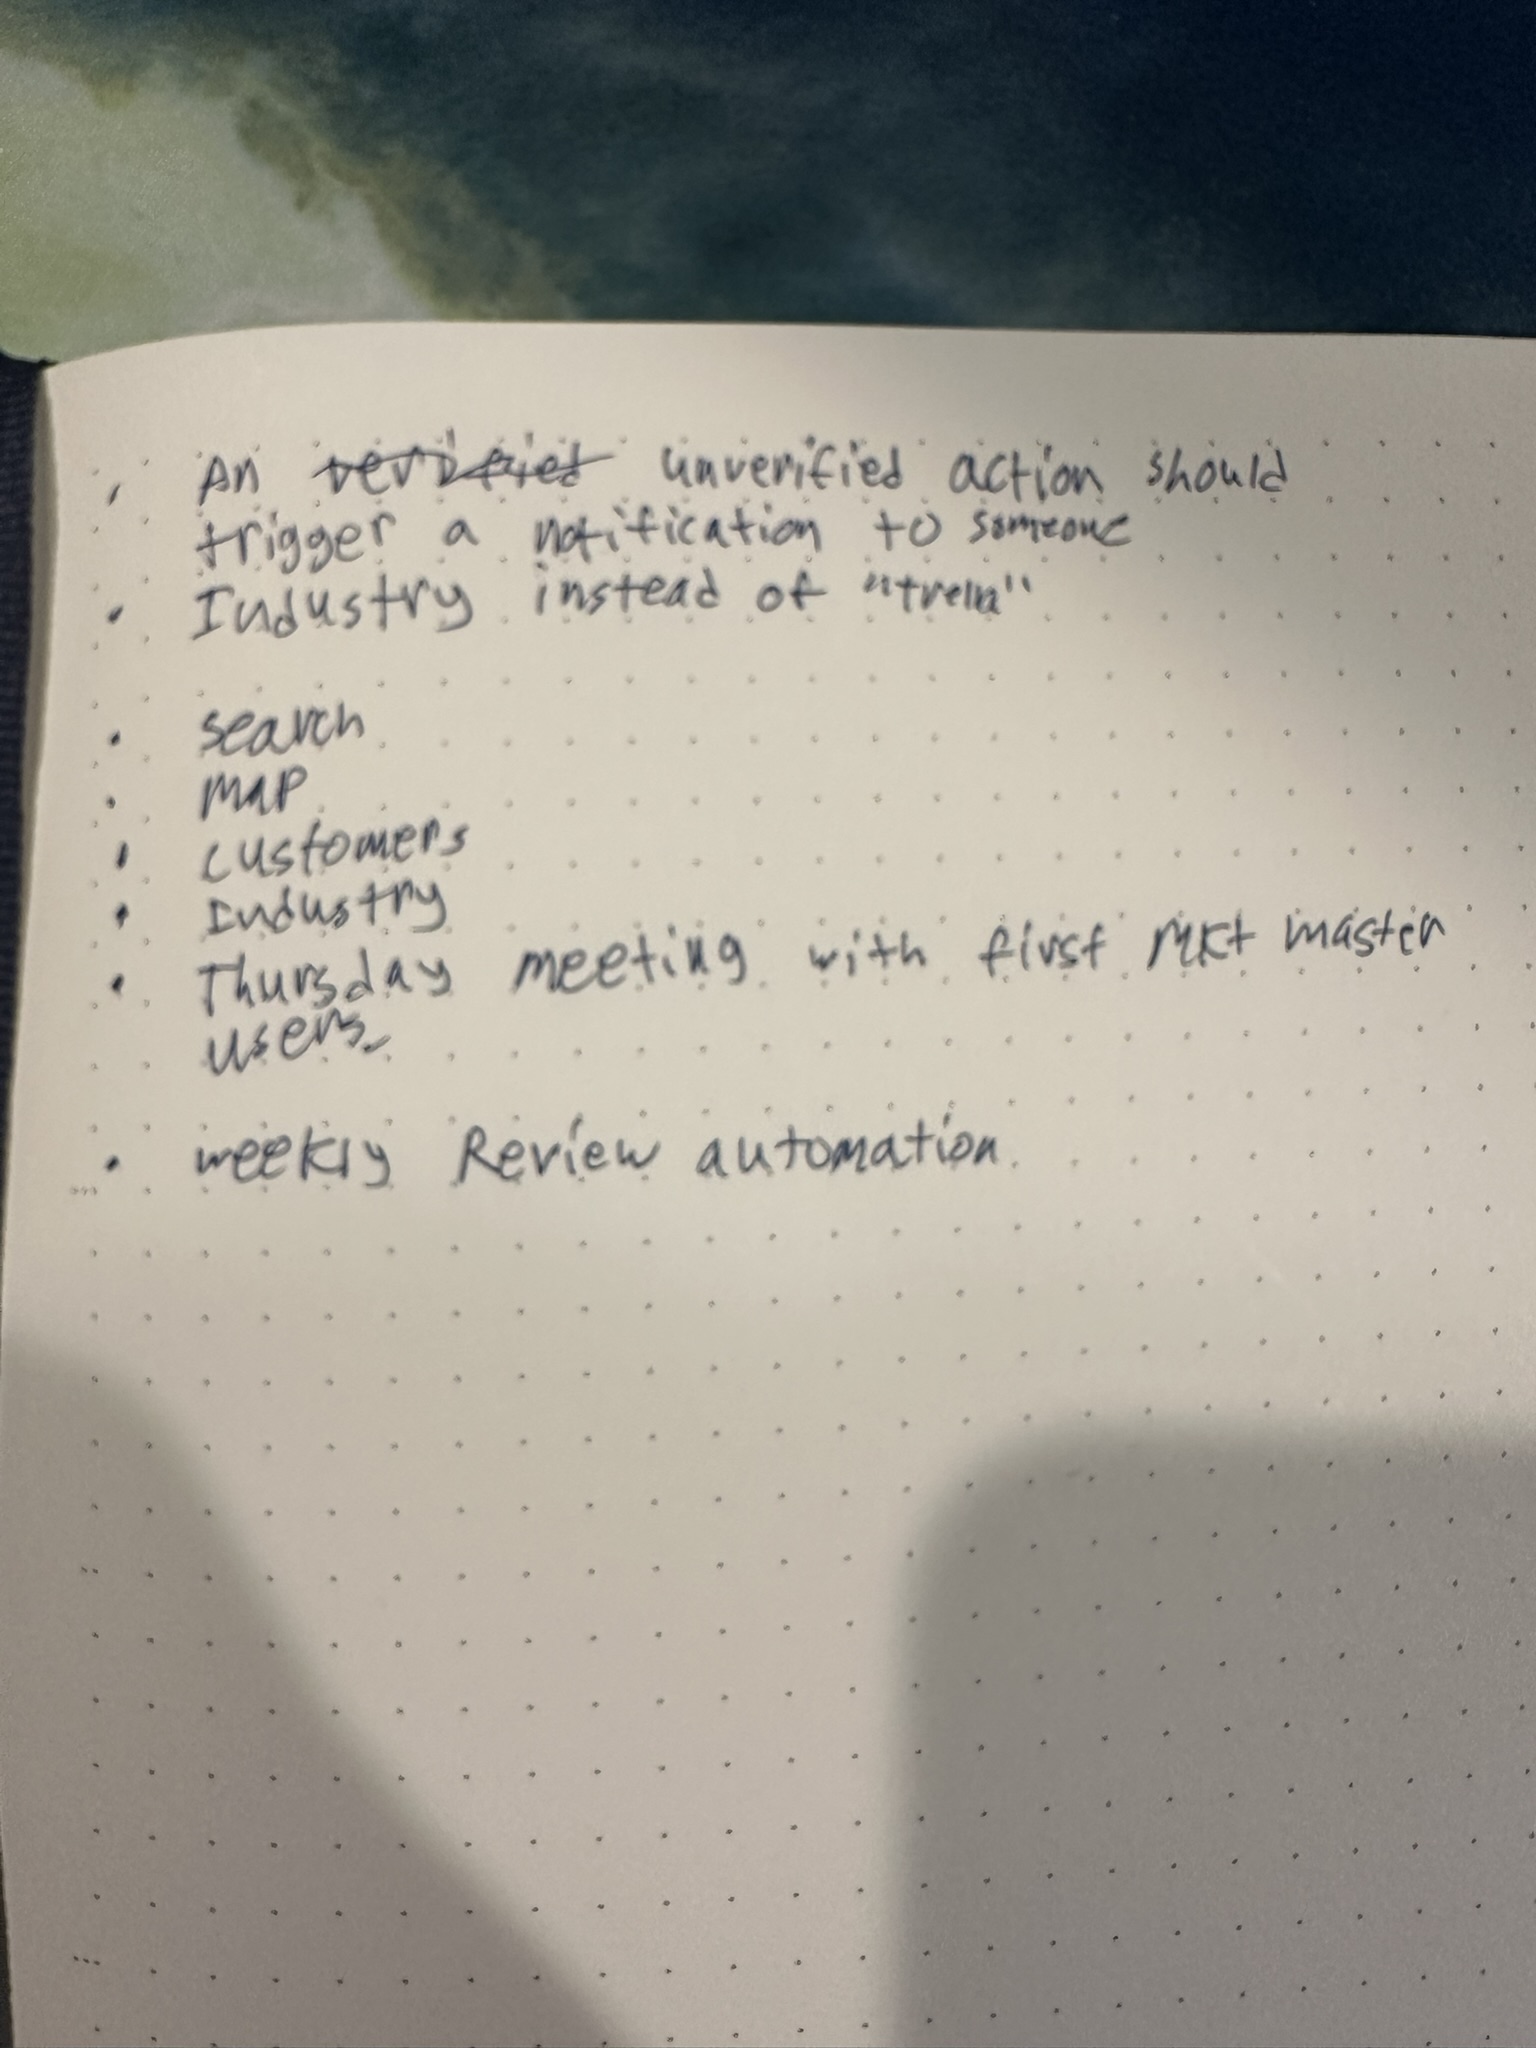 • An verified unverified action should
trigger a notification to someone
• Industry instead of
• search
• map
• customers
• Industry
• Thursday meeting with first mkt master
users
• weekly Review automation